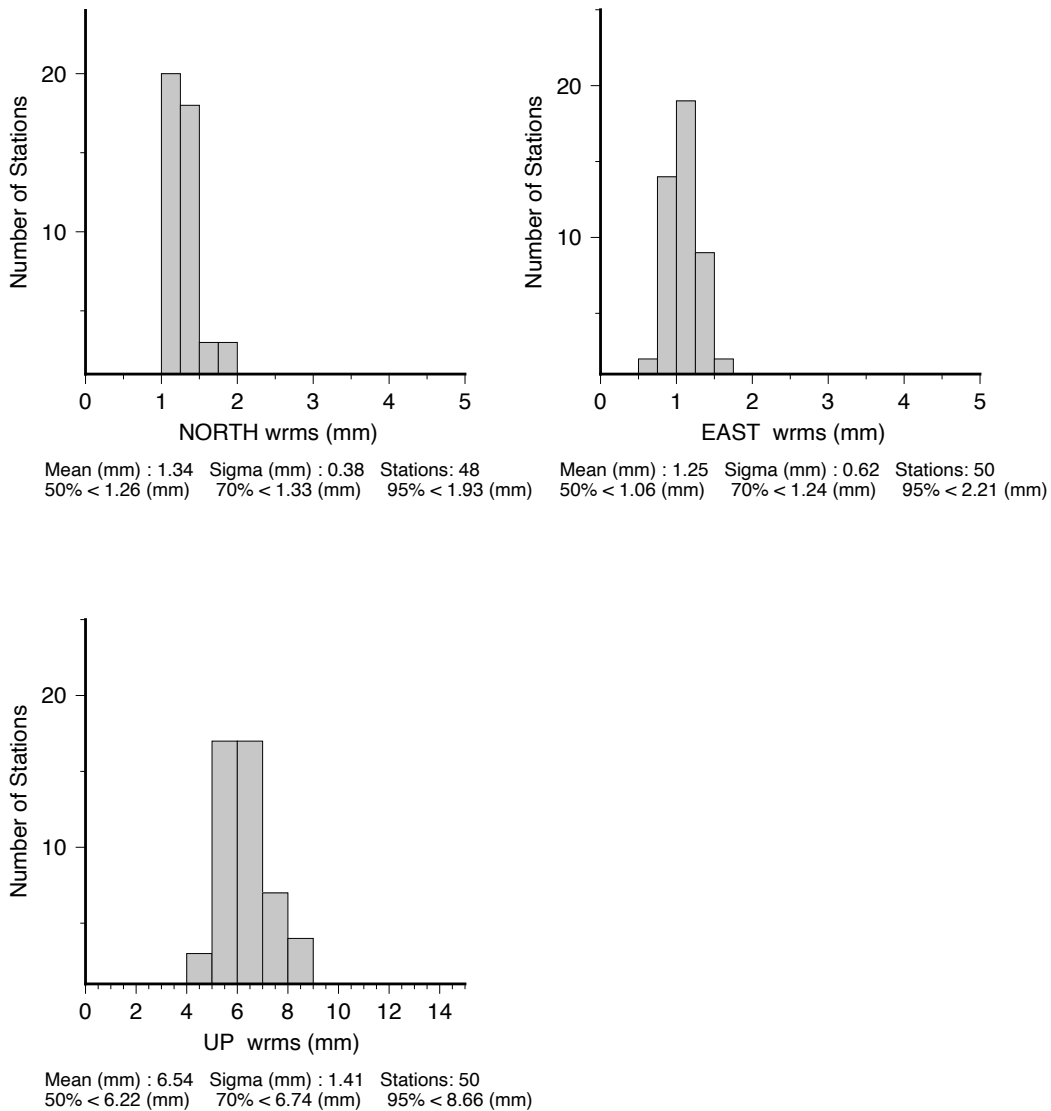 Number of Stations
20
10
0 1 2 3 4 5
NORTH wrms (mm)
Mean (mm) : 1.34 Sigma (mm) : 0.38 Stations: 48
50% < 1.26 (mm) 70% < 1.33 (mm) 95% < 1.93 (mm)
Number of Stations
20
10
0 1 2 3 4 5
EAST wrms (mm)
Mean (mm) : 1.25 Sigma (mm) : 0.62 Stations: 50
50% < 1.06 (mm) 70% < 1.24 (mm) 95% < 2.21 (mm)
Number of Stations
20
10
0 2 4 6 8 10 12 14
UP wrms (mm)
Mean (mm) : 6.54 Sigma (mm) : 1.41 Stations: 50
50% < 6.22 (mm) 70% < 6.74 (mm) 95% < 8.66 (mm)